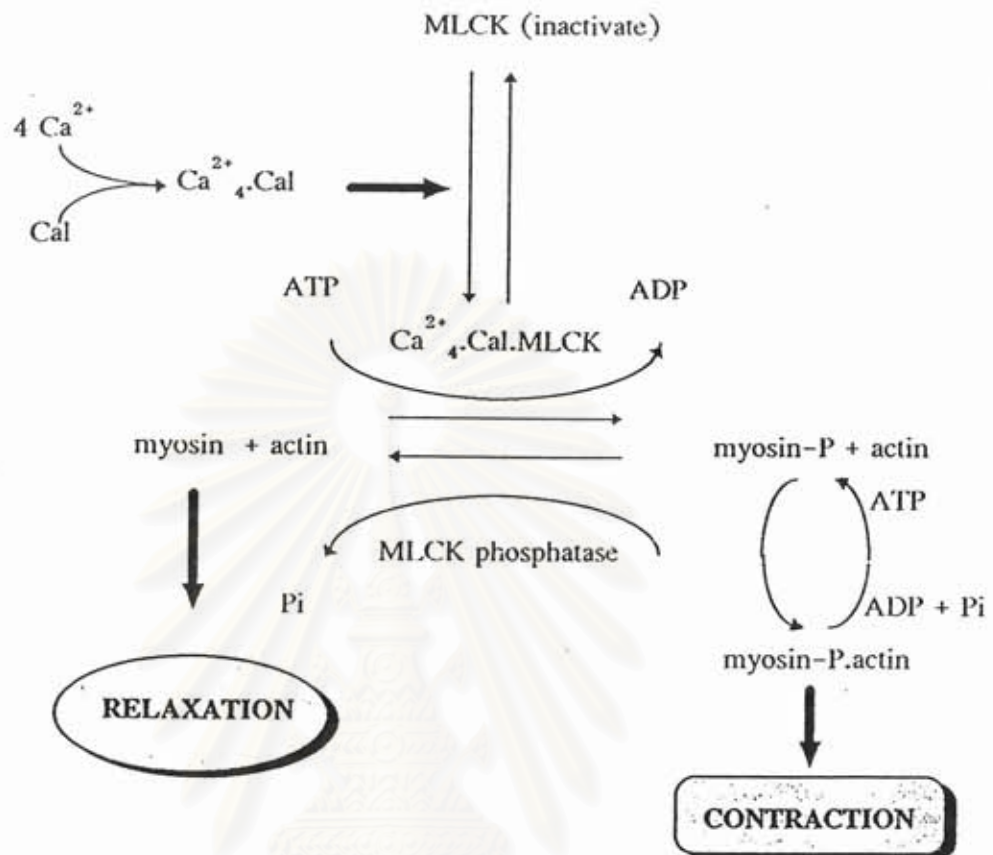 MLCK (inactivate)
4 Ca²⁺
Ca²⁺₄.Cal
Cal
ATP
ADP
Ca²⁺₄.Cal.MLCK
myosin + actin
myosin-P + actin
ATP
MLCK phosphatase
Pi
ADP + Pi
myosin-P.actin
RELAXATION
CONTRACTION